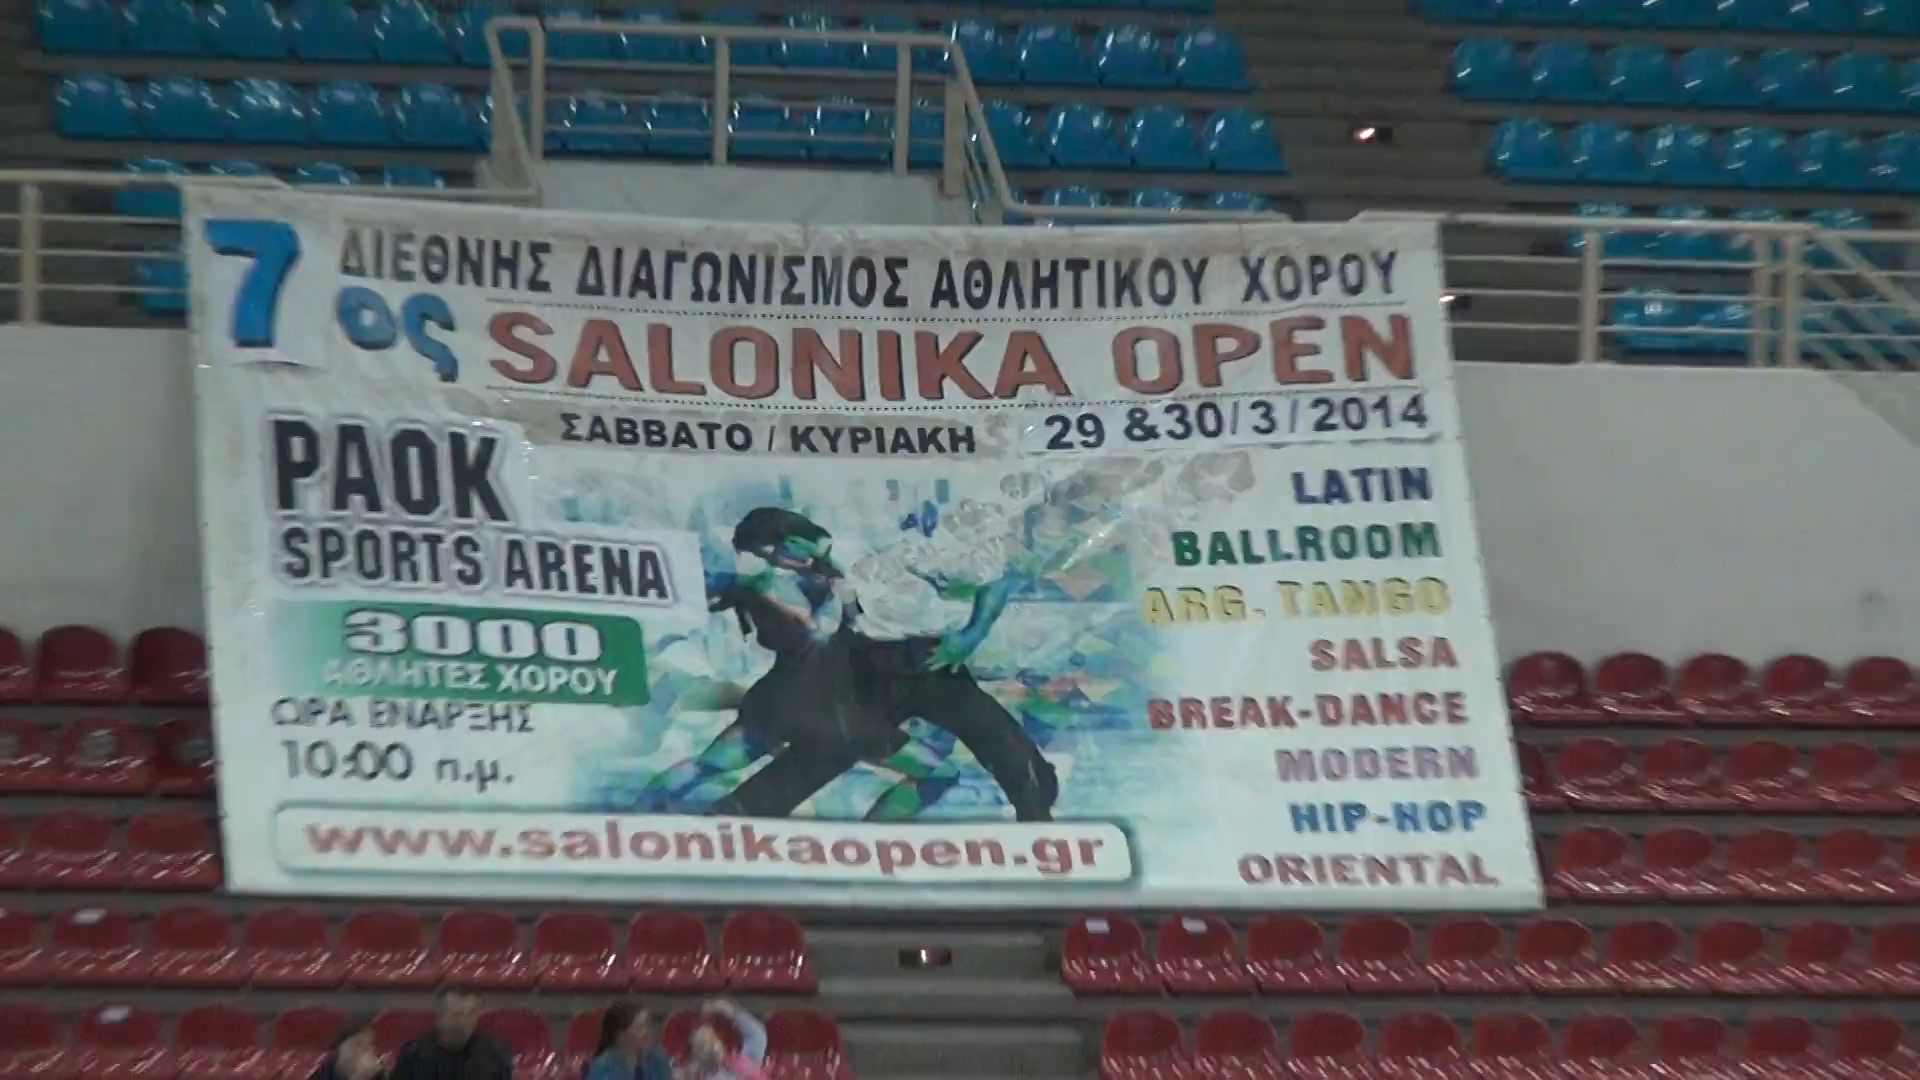 7ος ΔΙΕΘΝΗΣ ΔΙΑΓΩΝΙΣΜΟΣ ΑΘΛΗΤΙΚΟΥ ΧΟΡΟΥ
SALONIKA OPEN
ΣΑΒΒΑΤΟ / ΚΥΡΙΑΚΗ 29 &30/3/2014
PAOK
SPORTS ARENA
3000
ΑΘΛΗΤΕΣ ΧΟΡΟΥ
ΩΡΑ ΕΝΑΡΞΗΣ
10:00 π.μ.
LATIN
BALLROOM
ARG. TANGO
SALSA
BREAK-DANCE
MODERN
HIP-HOP
ORIENTAL
www.salonikaopen.gr